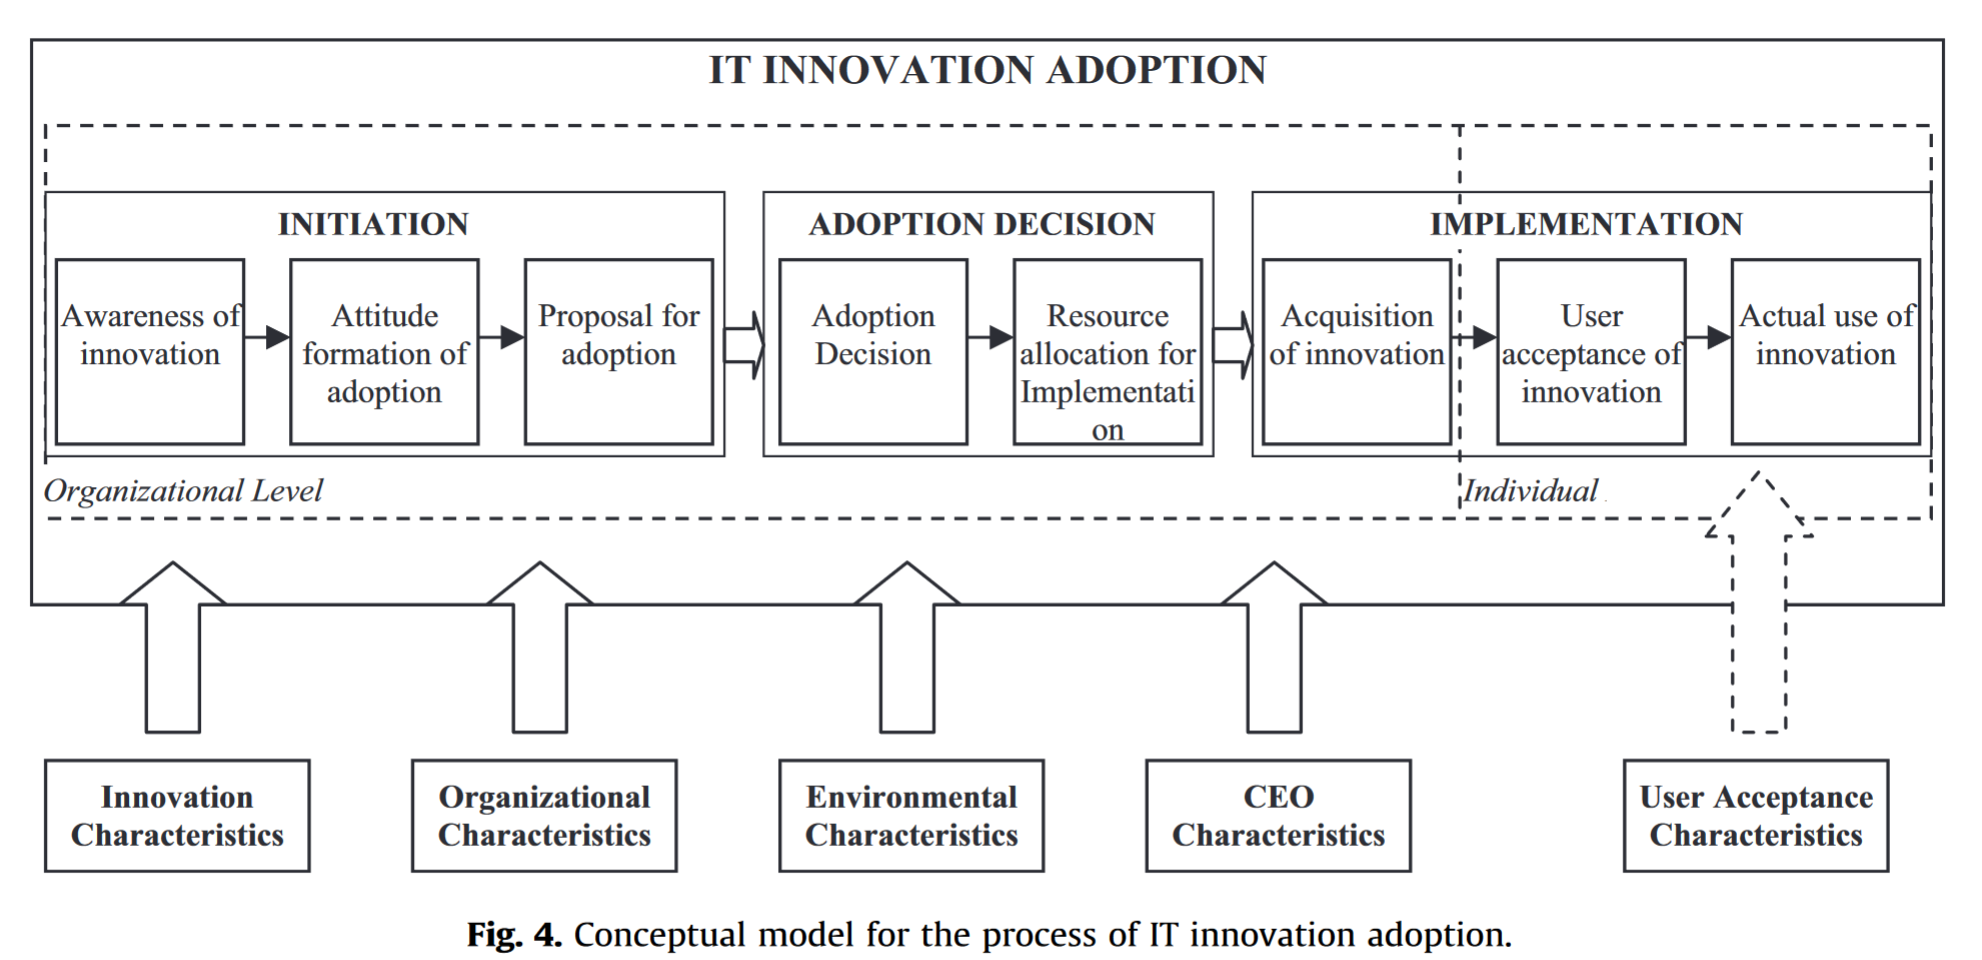 IT INNOVATION ADOPTION
INITIATION
Awareness of
innovation
Attitude
formation of
adoption
Proposal for
adoption
ADOPTION DECISION
Adoption
Decision
Resource
allocation for
Implementati
on
IMPLEMENTATION
Acquisition
of innovation
User
acceptance of
innovation
Actual use of
innovation
Organizational Level
Individual
Innovation
Characteristics
Organizational
Characteristics
Environmental
Characteristics
CEO
Characteristics
User Acceptance
Characteristics
Fig. 4. Conceptual model for the process of IT innovation adoption.